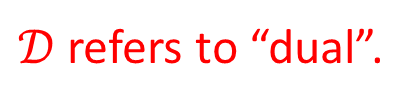 𝒟 refers to “dual”.